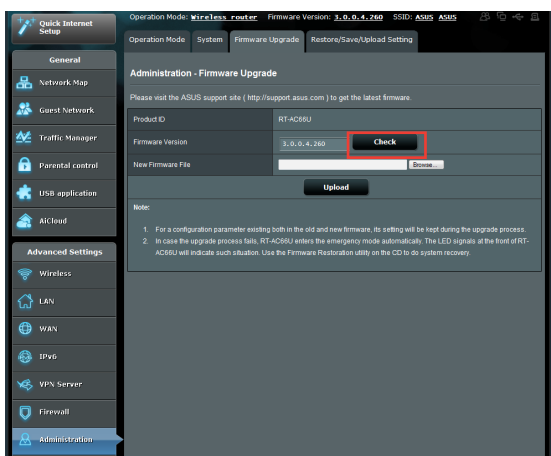 Quick Internet
Setup
Operation Mode: Wireless router Firmware Version: 3.0.0.4.260 SSID: ASUS ASUS
Operation Mode System Firmware Upgrade Restore/Save/Upload Setting
General
Network Map
Guest Network
Traffic Manager
Parental control
USB application
AiCloud
Advanced Settings
Wireless
LAN
WAN
IPv6
VPN Server
Firewall
Administration
Administration - Firmware Upgrade
Please visit the ASUS support site ( http://support.asus.com ) to get the latest firmware.
Product ID RT-AC66U
Firmware Version 3.0.0.4.260 Check
New Firmware File Browse...
Upload
Note:
1. For a configuration parameter existing both in the old and new firmware, its setting will be kept during the upgrade process.
2. In case the upgrade process fails, RT-AC66U enters the emergency mode automatically. The LED signals at the front of RT-
AC66U will indicate such situation. Use the Firmware Restoration utility on the CD to do system recovery.